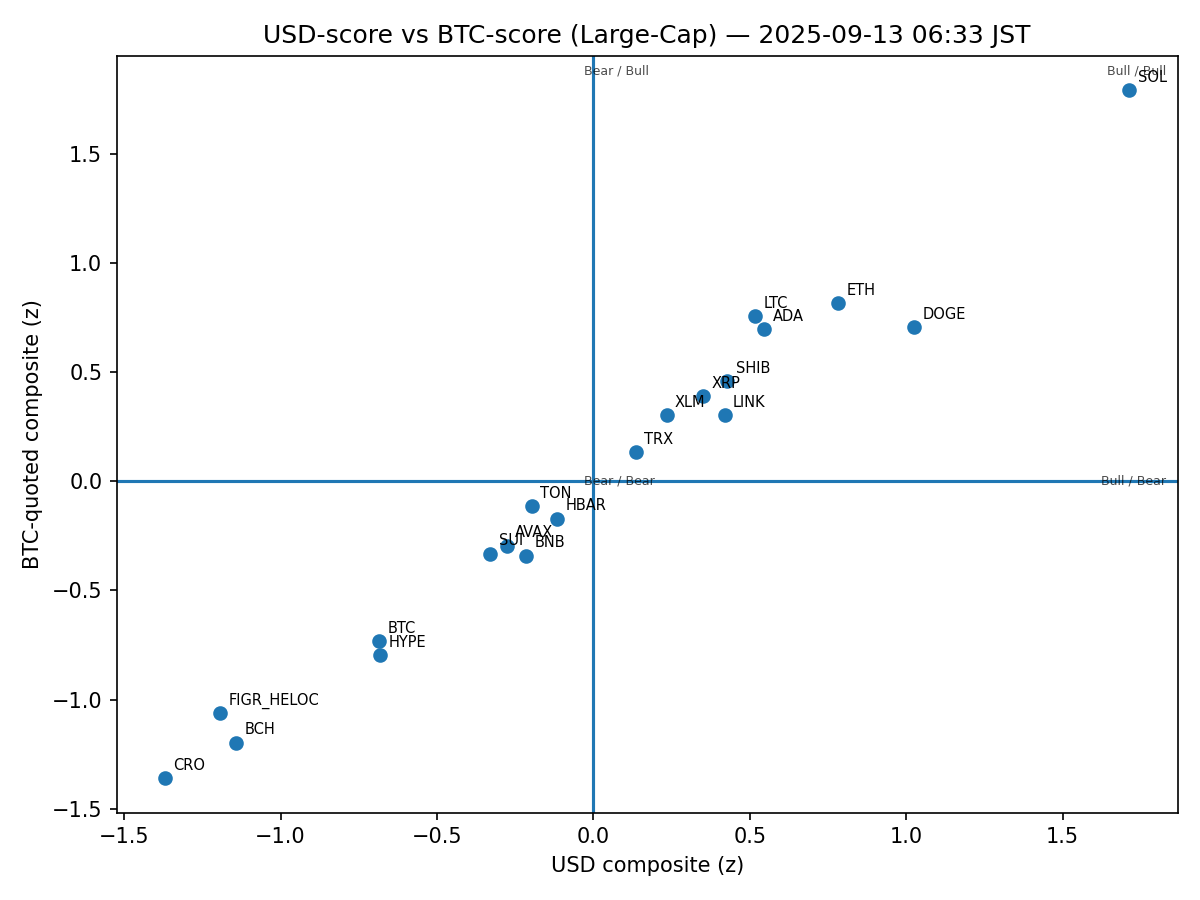 USD-score vs BTC-score (Large-Cap) — 2025-09-13 06:33 JST
Bear / Bull
Bull / Bull
SOL
1.5
1.0
ETH
LTC
ADA
DOGE
0.5
SHIB
XRP
XLM
LINK
TRX
0.0
Bear / Bear
Bull / Bear
TON
HBAR
AVAX
SUI
BNB
−0.5
BTC
HYPE
−1.0
FIGR_HELOC
BCH
CRO
−1.5
BTC-quoted composite (z)
−1.5
−1.0
−0.5
0.0
0.5
1.0
1.5
USD composite (z)